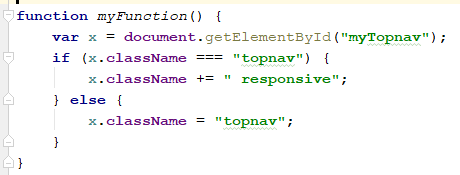 function myFunction() {
    var x = document.getElementById("myTopnav");
    if (x.className === "topnav") {
        x.className += " responsive";
    } else {
        x.className = "topnav";
    }
}